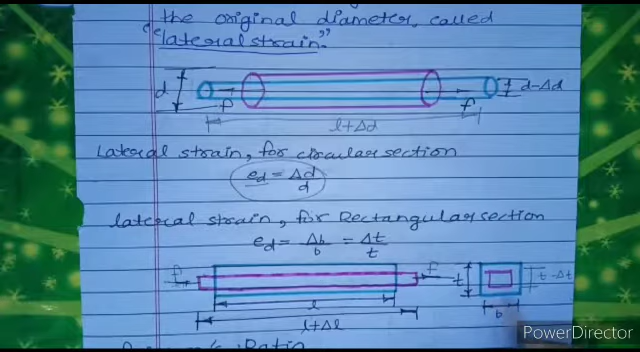 the original diameter, called
"lateral strain."
d
F
F
d-Δd
l+Δd
Lateral strain, for circular section
ed = Δd/d
lateral strain, for Rectangular section
ed = Δb/b = Δt/t
F
F
t
t-Δt
l
b
l+Δl
PowerDirector